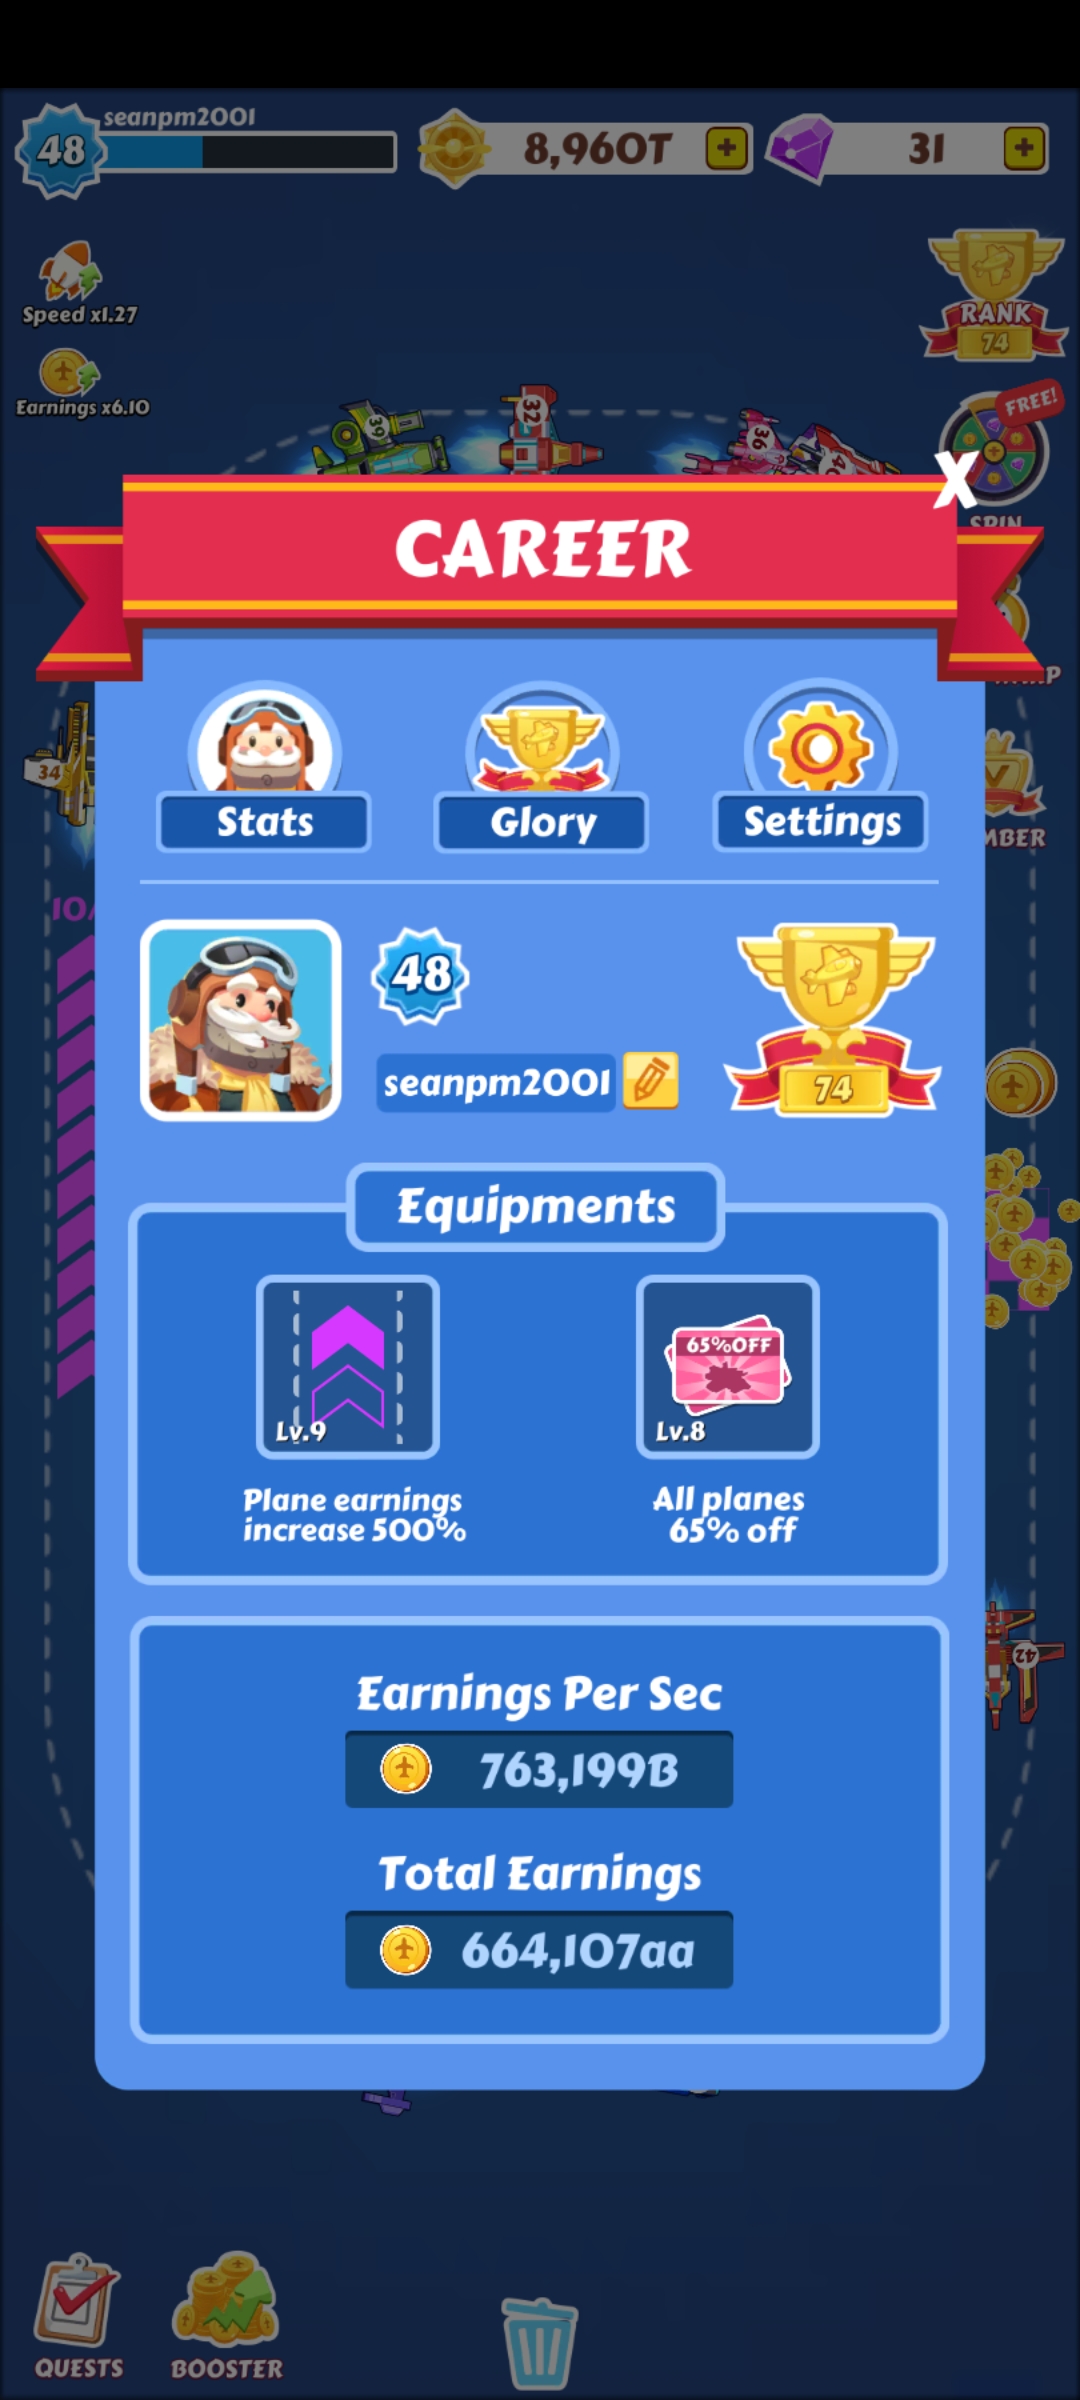 seanpm2001
48
8,960T
31
Speed x1.27
RANK
74
Earnings x6.10
FREE!
39
32
36
X
SPIN
CAREER
34
Stats
Glory
Settings
10
48
seanpm2001
74
Equipments
65%OFF
Lv.9
Lv.8
Plane earnings
increase 500%
All planes
65% off
42
Earnings Per Sec
763,199B
Total Earnings
664,107aa
QUESTS
BOOSTER